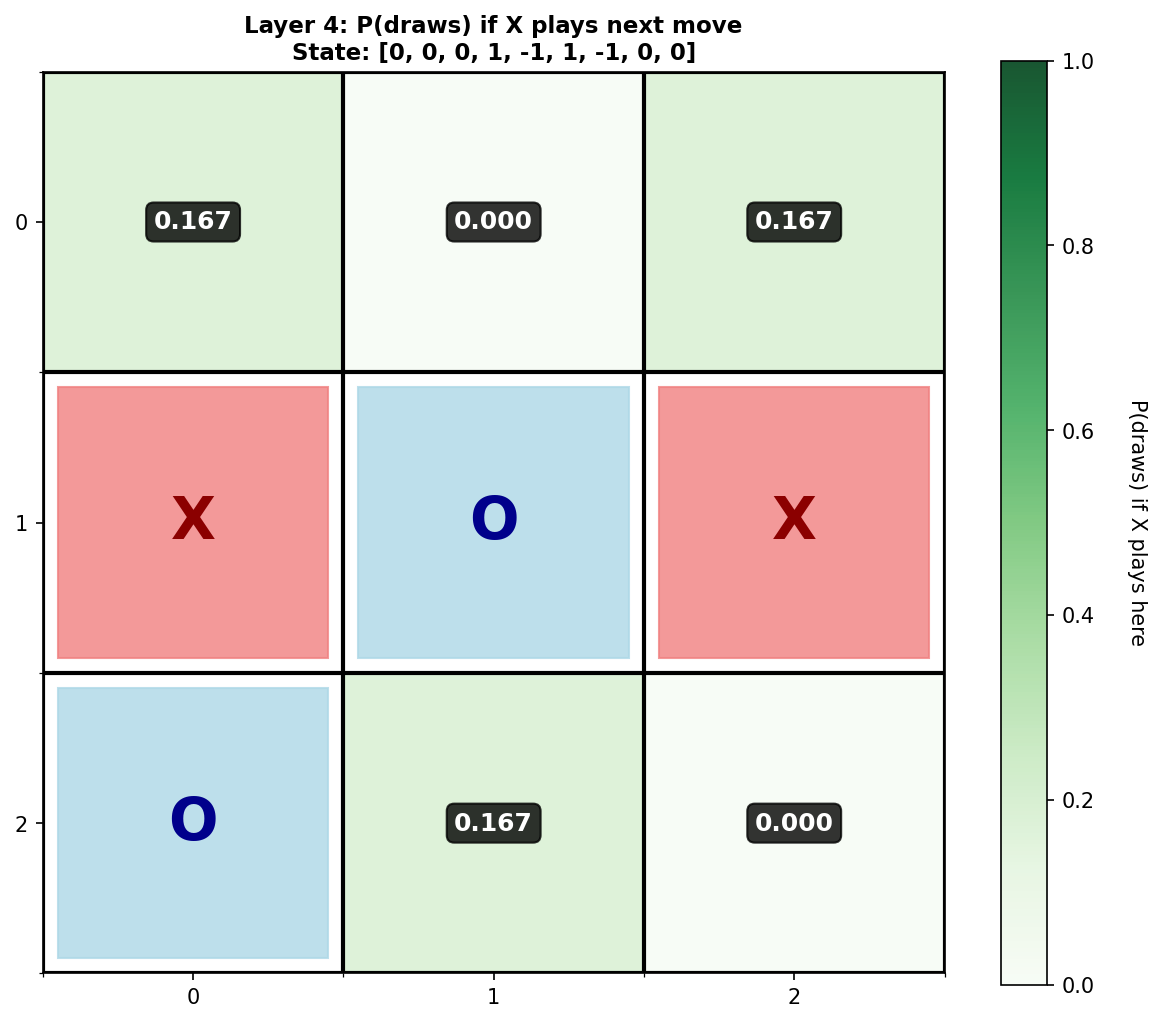 Layer 4: P(draws) if X plays next move
State: [0, 0, 0, 1, -1, 1, -1, 0, 0]
0.167
0.000
0.167
X
O
X
O
0.167
0.000
0
1
2
0
1
2
1.0
0.8
0.6
0.4
0.2
0.0
P(draws) if X plays here